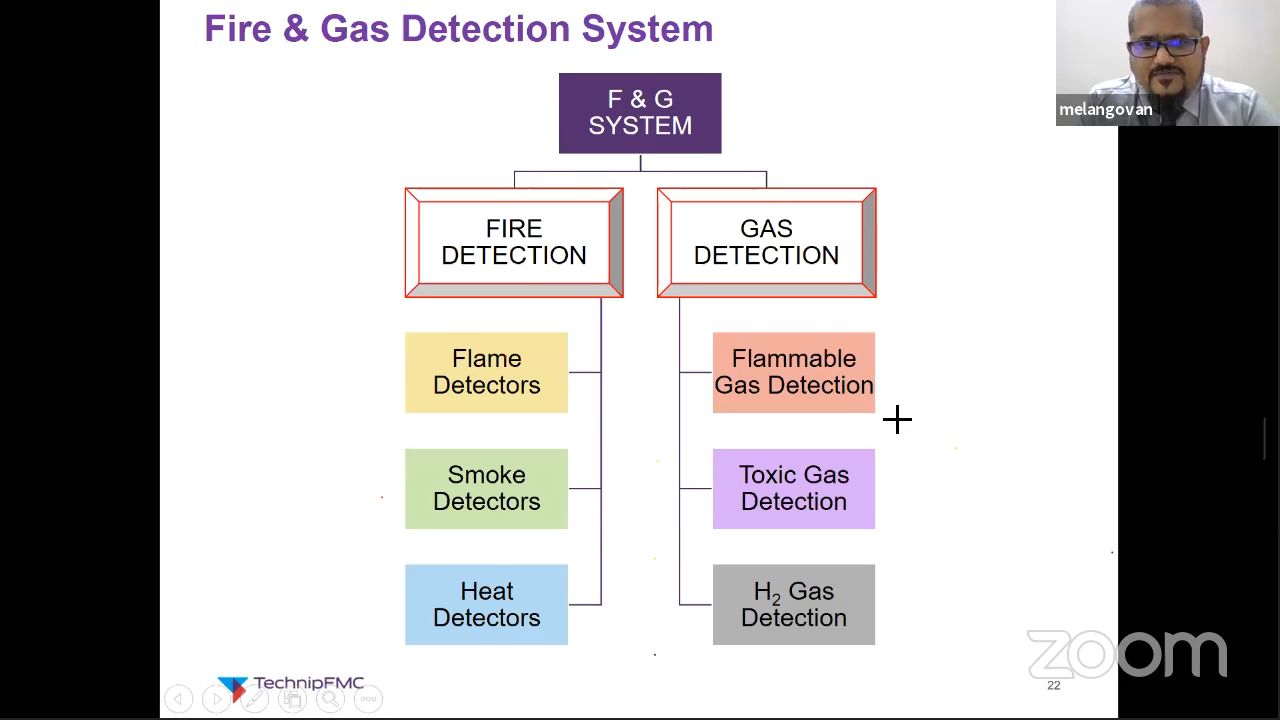 Fire & Gas Detection System
melangovan
F & G
SYSTEM
FIRE
DETECTION
GAS
DETECTION
Flame
Detectors
Flammable
Gas Detection
Smoke
Detectors
Toxic Gas
Detection
Heat
Detectors
H₂ Gas
Detection
zoom
TechnipFMC
22